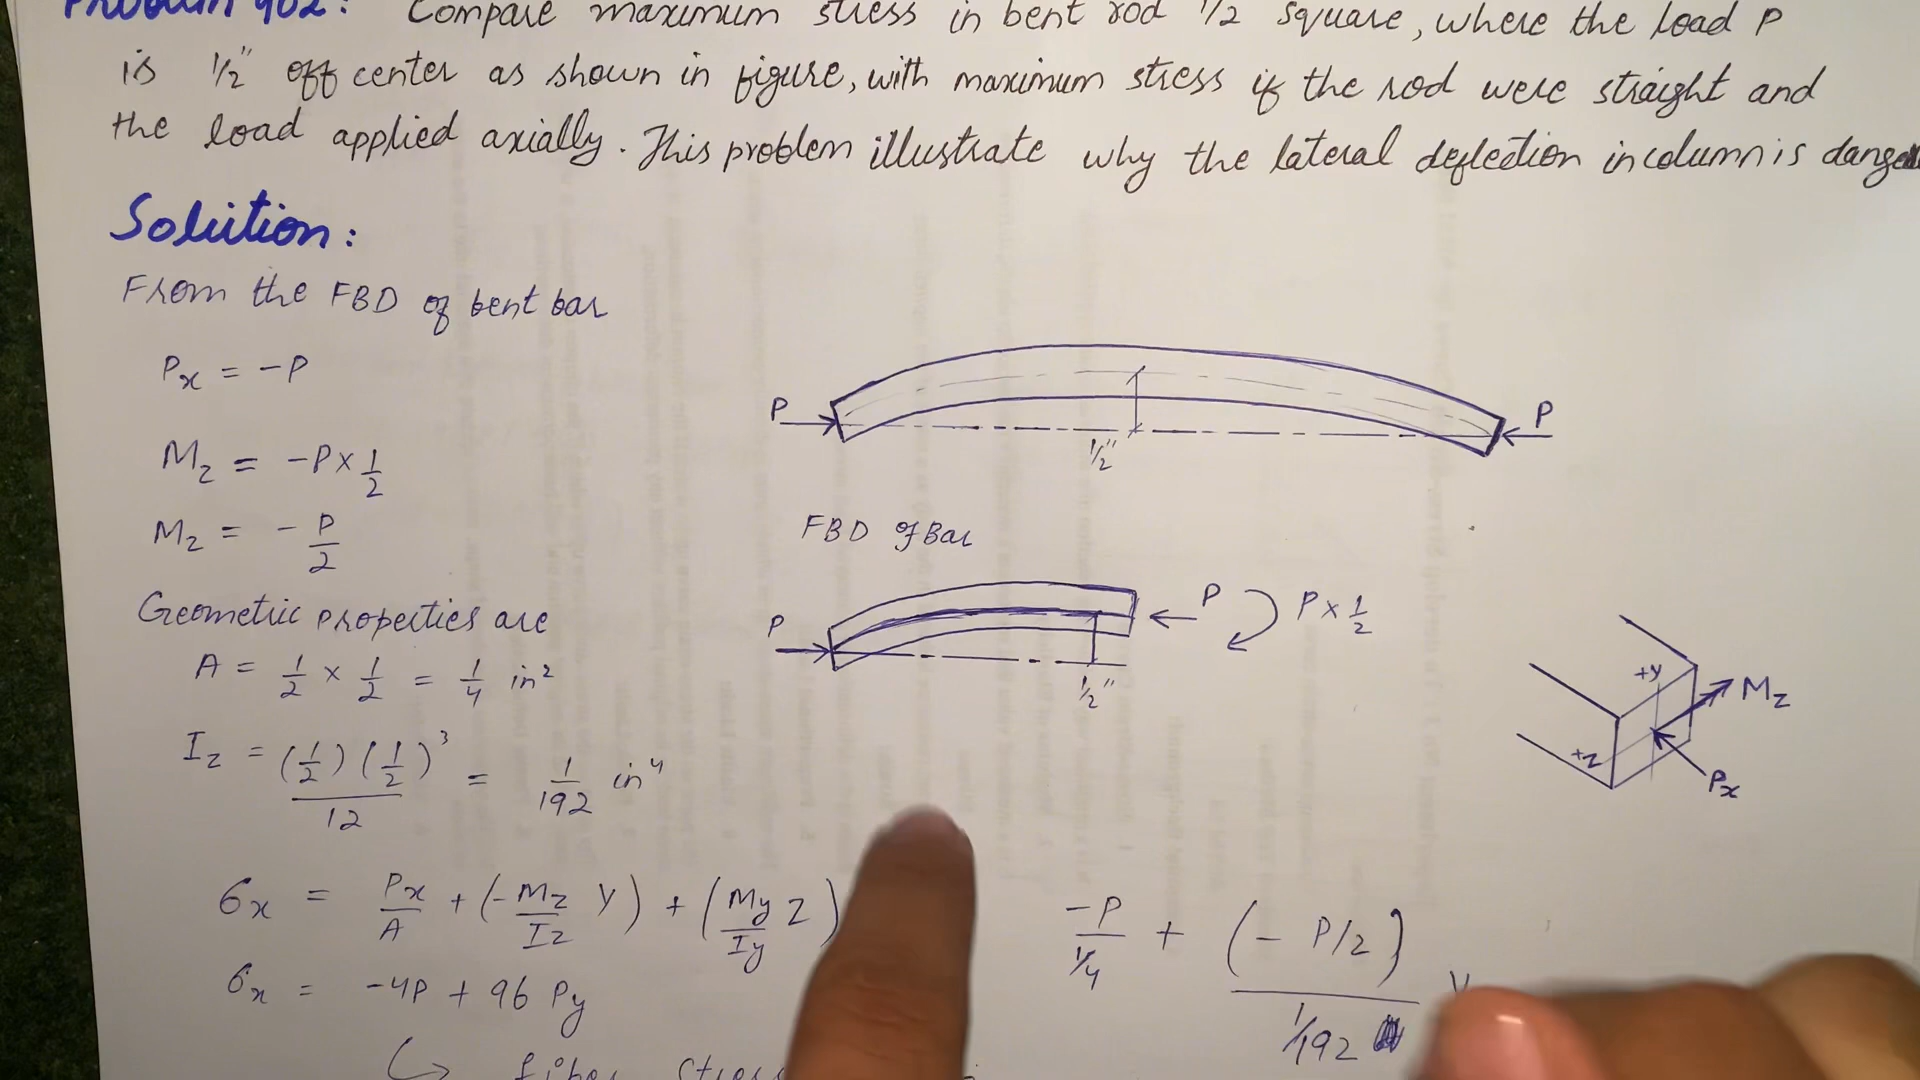 Problem 902: Compare maximum stress in bent rod 1/2 square, where the load P
is 1/2" off center as shown in figure, with maximum stress if the rod were straight and
the load applied axially. This problem illustrate why the lateral deflection in column is
Solution:
From the FBD of bent bar
Px = -P
Mz = -P × 1/2
Mz = - P/2
Geometric properties are
A = 1/2 × 1/2 = 1/4 in²
Iz = (1/2)(1/2)³/12 = 1/192 in⁴
σx = Px/A + (-Mz/Iz y) + (My/Iy z)
σx = -4P + 96 Py
fiber stress
P
P
1/2"
FBD of Bar
P
P
P × 1/2
1/2"
+y
Mz
+z
Px
-P/1/4 + (- P/2)/1/192 y